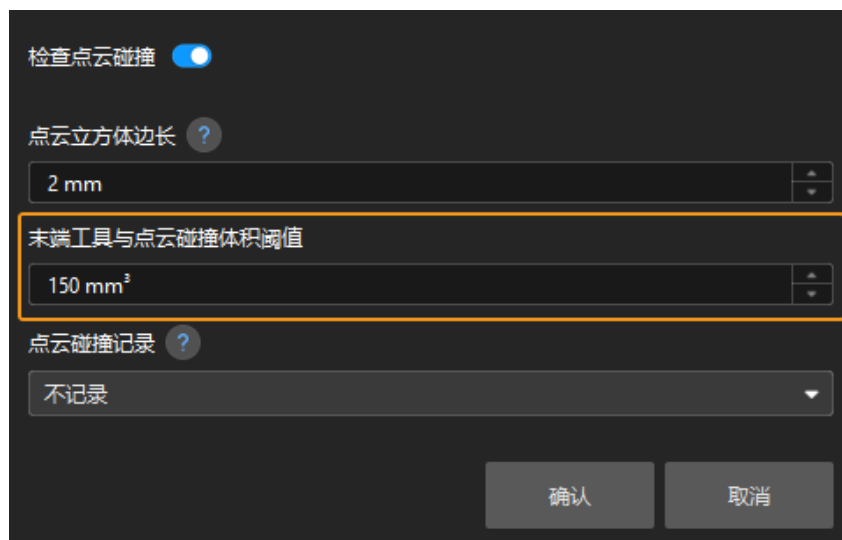 检查点云碰撞
点云立方体边长 ?
2 mm
末端工具与点云碰撞体积阈值
150 mm³
点云碰撞记录 ?
不记录
确认 取消